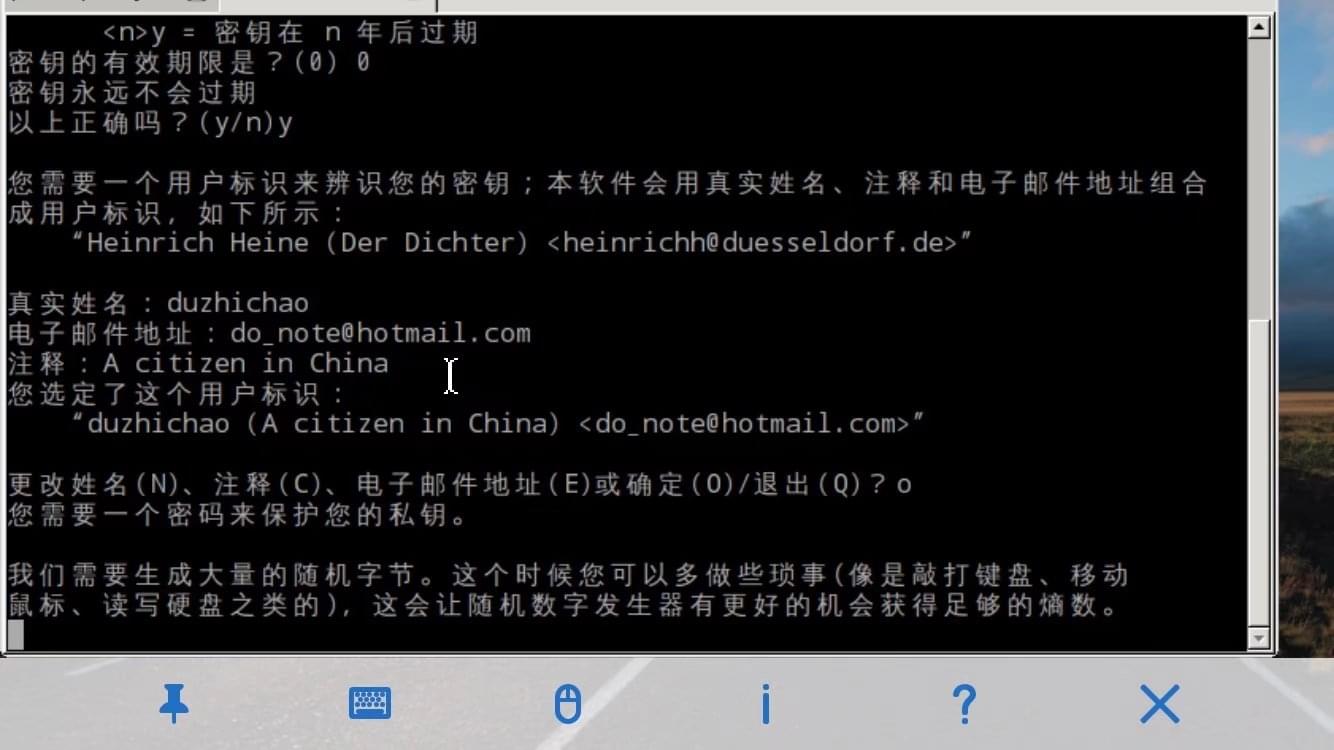 <n>y = 密钥在 n 年后过期
密钥的有效期限是？(0) 0
密钥永远不会过期
以上正确吗？(y/n)y
您需要一个用户标识来辨识您的密钥；本软件会用真实姓名、注释和电子邮件地址组合
成用户标识，如下所示：
“Heinrich Heine (Der Dichter) <heinrichh@duesseldorf.de>”
真实姓名：duzhichao
电子邮件地址：do_note@hotmail.com
注释：A citizen in China
您选定了这个用户标识：
“duzhichao (A citizen in China) <do_note@hotmail.com>”
更改姓名(N)、注释(C)、电子邮件地址(E)或确定(O)/退出(Q)？o
您需要一个密码来保护您的私钥。
我们需要生成大量的随机字节。这个时候您可以多做些琐事(像是敲打键盘、移动
鼠标、读写硬盘之类的)，这会让随机数字发生器有更好的机会获得足够的熵数。